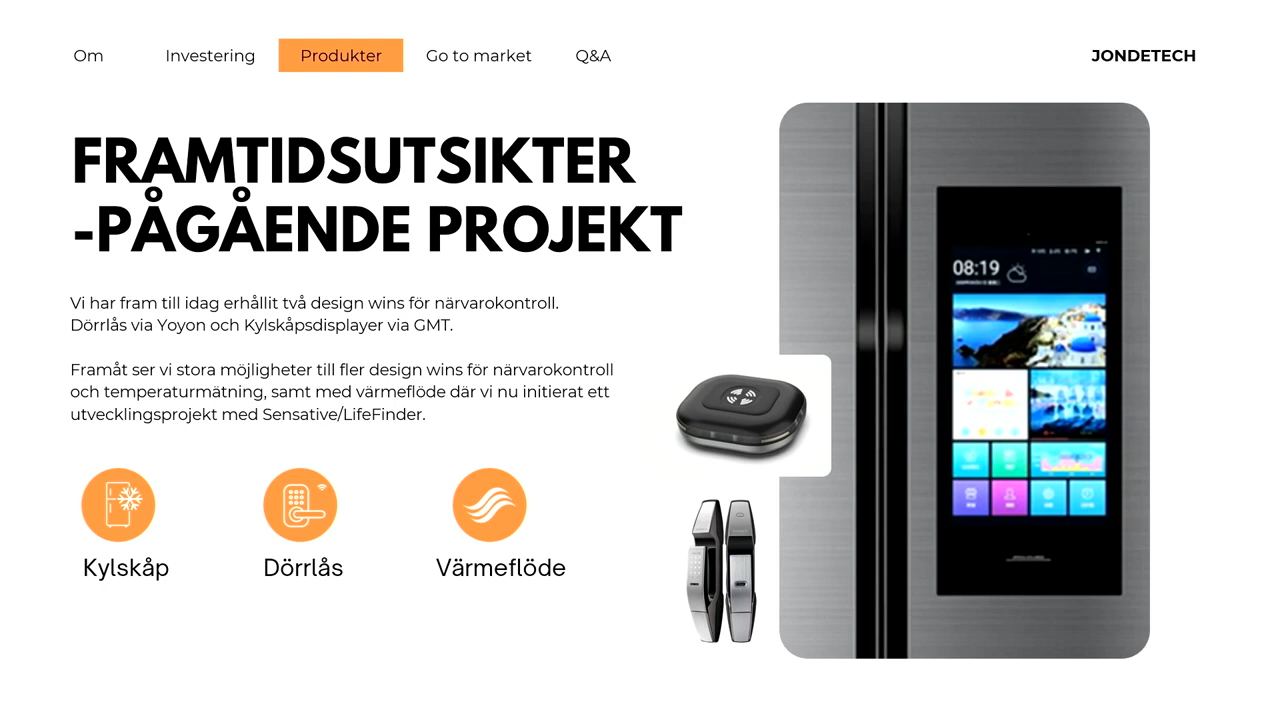 Om Investering Produkter Go to market Q&A JONDETECH
FRAMTIDSUTSIKTER
-PÅGÅENDE PROJEKT
Vi har fram till idag erhållit två design wins för närvarokontroll.
Dörrlås via Yoyon och Kylskåpsdisplayer via GMT.
Framåt ser vi stora möjligheter till fler design wins för närvarokontroll
och temperaturmätning, samt med värmeflöde där vi nu initierat ett
utvecklingsprojekt med Sensative/LifeFinder.
Kylskåp Dörrlås Värmeflöde
08:19